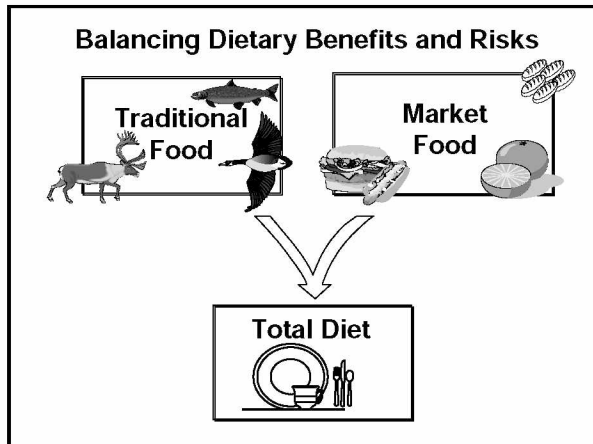 Balancing Dietary Benefits and Risks
Traditional
Food
Market
Food
Total Diet